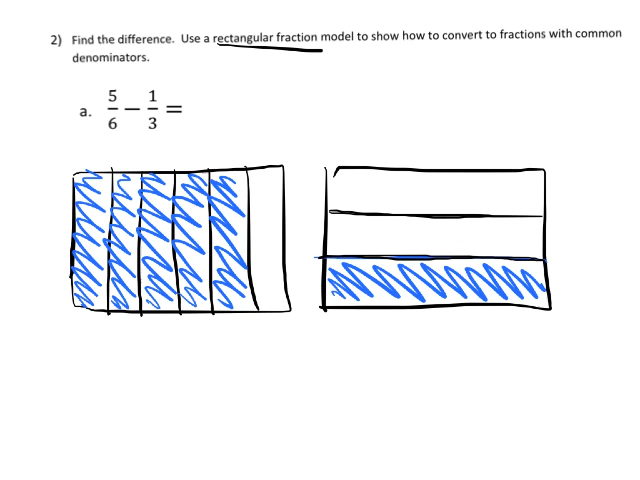 2) Find the difference. Use a rectangular fraction model to show how to convert to fractions with common
denominators.
a. 5/6 − 1/3 =